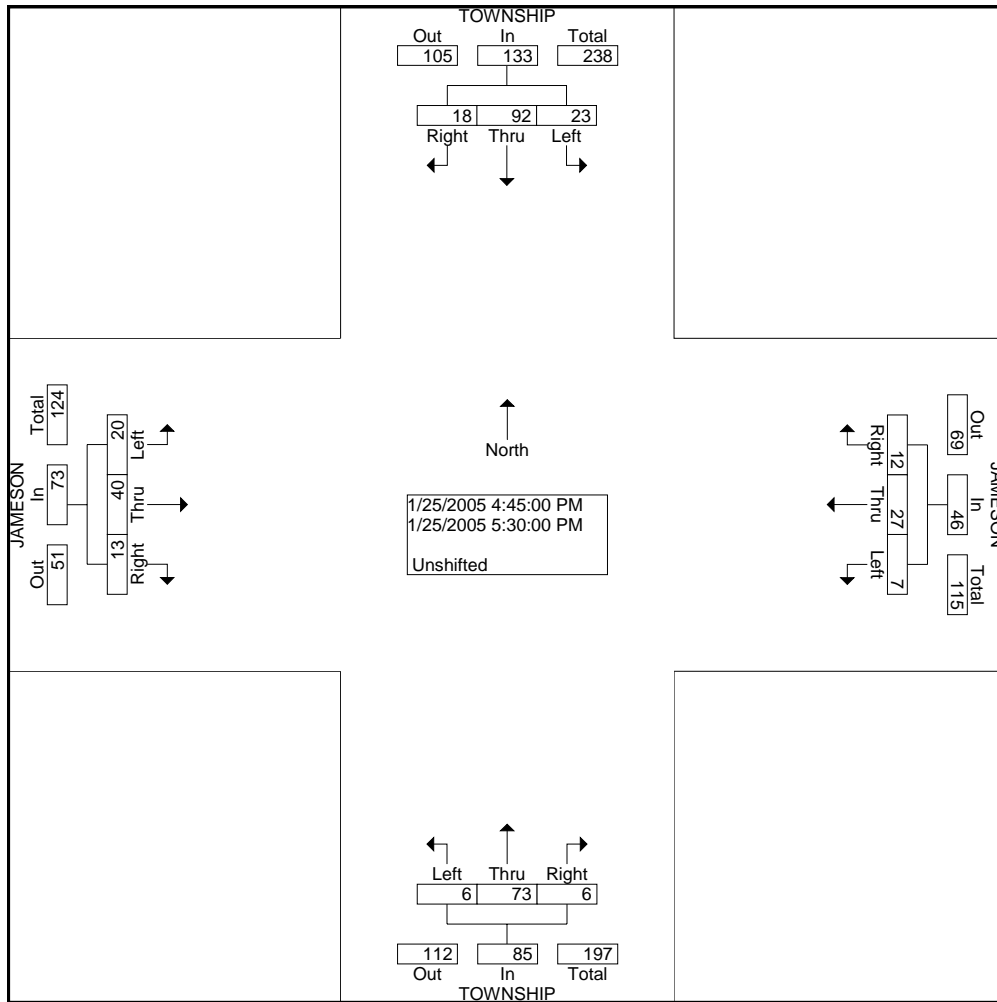 TOWNSHIP
Out In Total
105 133 238
18 92 23
Right Thru Left
JAMESON
Total In Out
124 73 51
20 40 13
Left Thru Right
North
1/25/2005 4:45:00 PM
1/25/2005 5:30:00 PM
Unshifted
Right Thru Left
12 27 7
69 46 115
Out In Total
JAMESON
Left Thru Right
6 73 6
112 85 197
Out In Total
TOWNSHIP